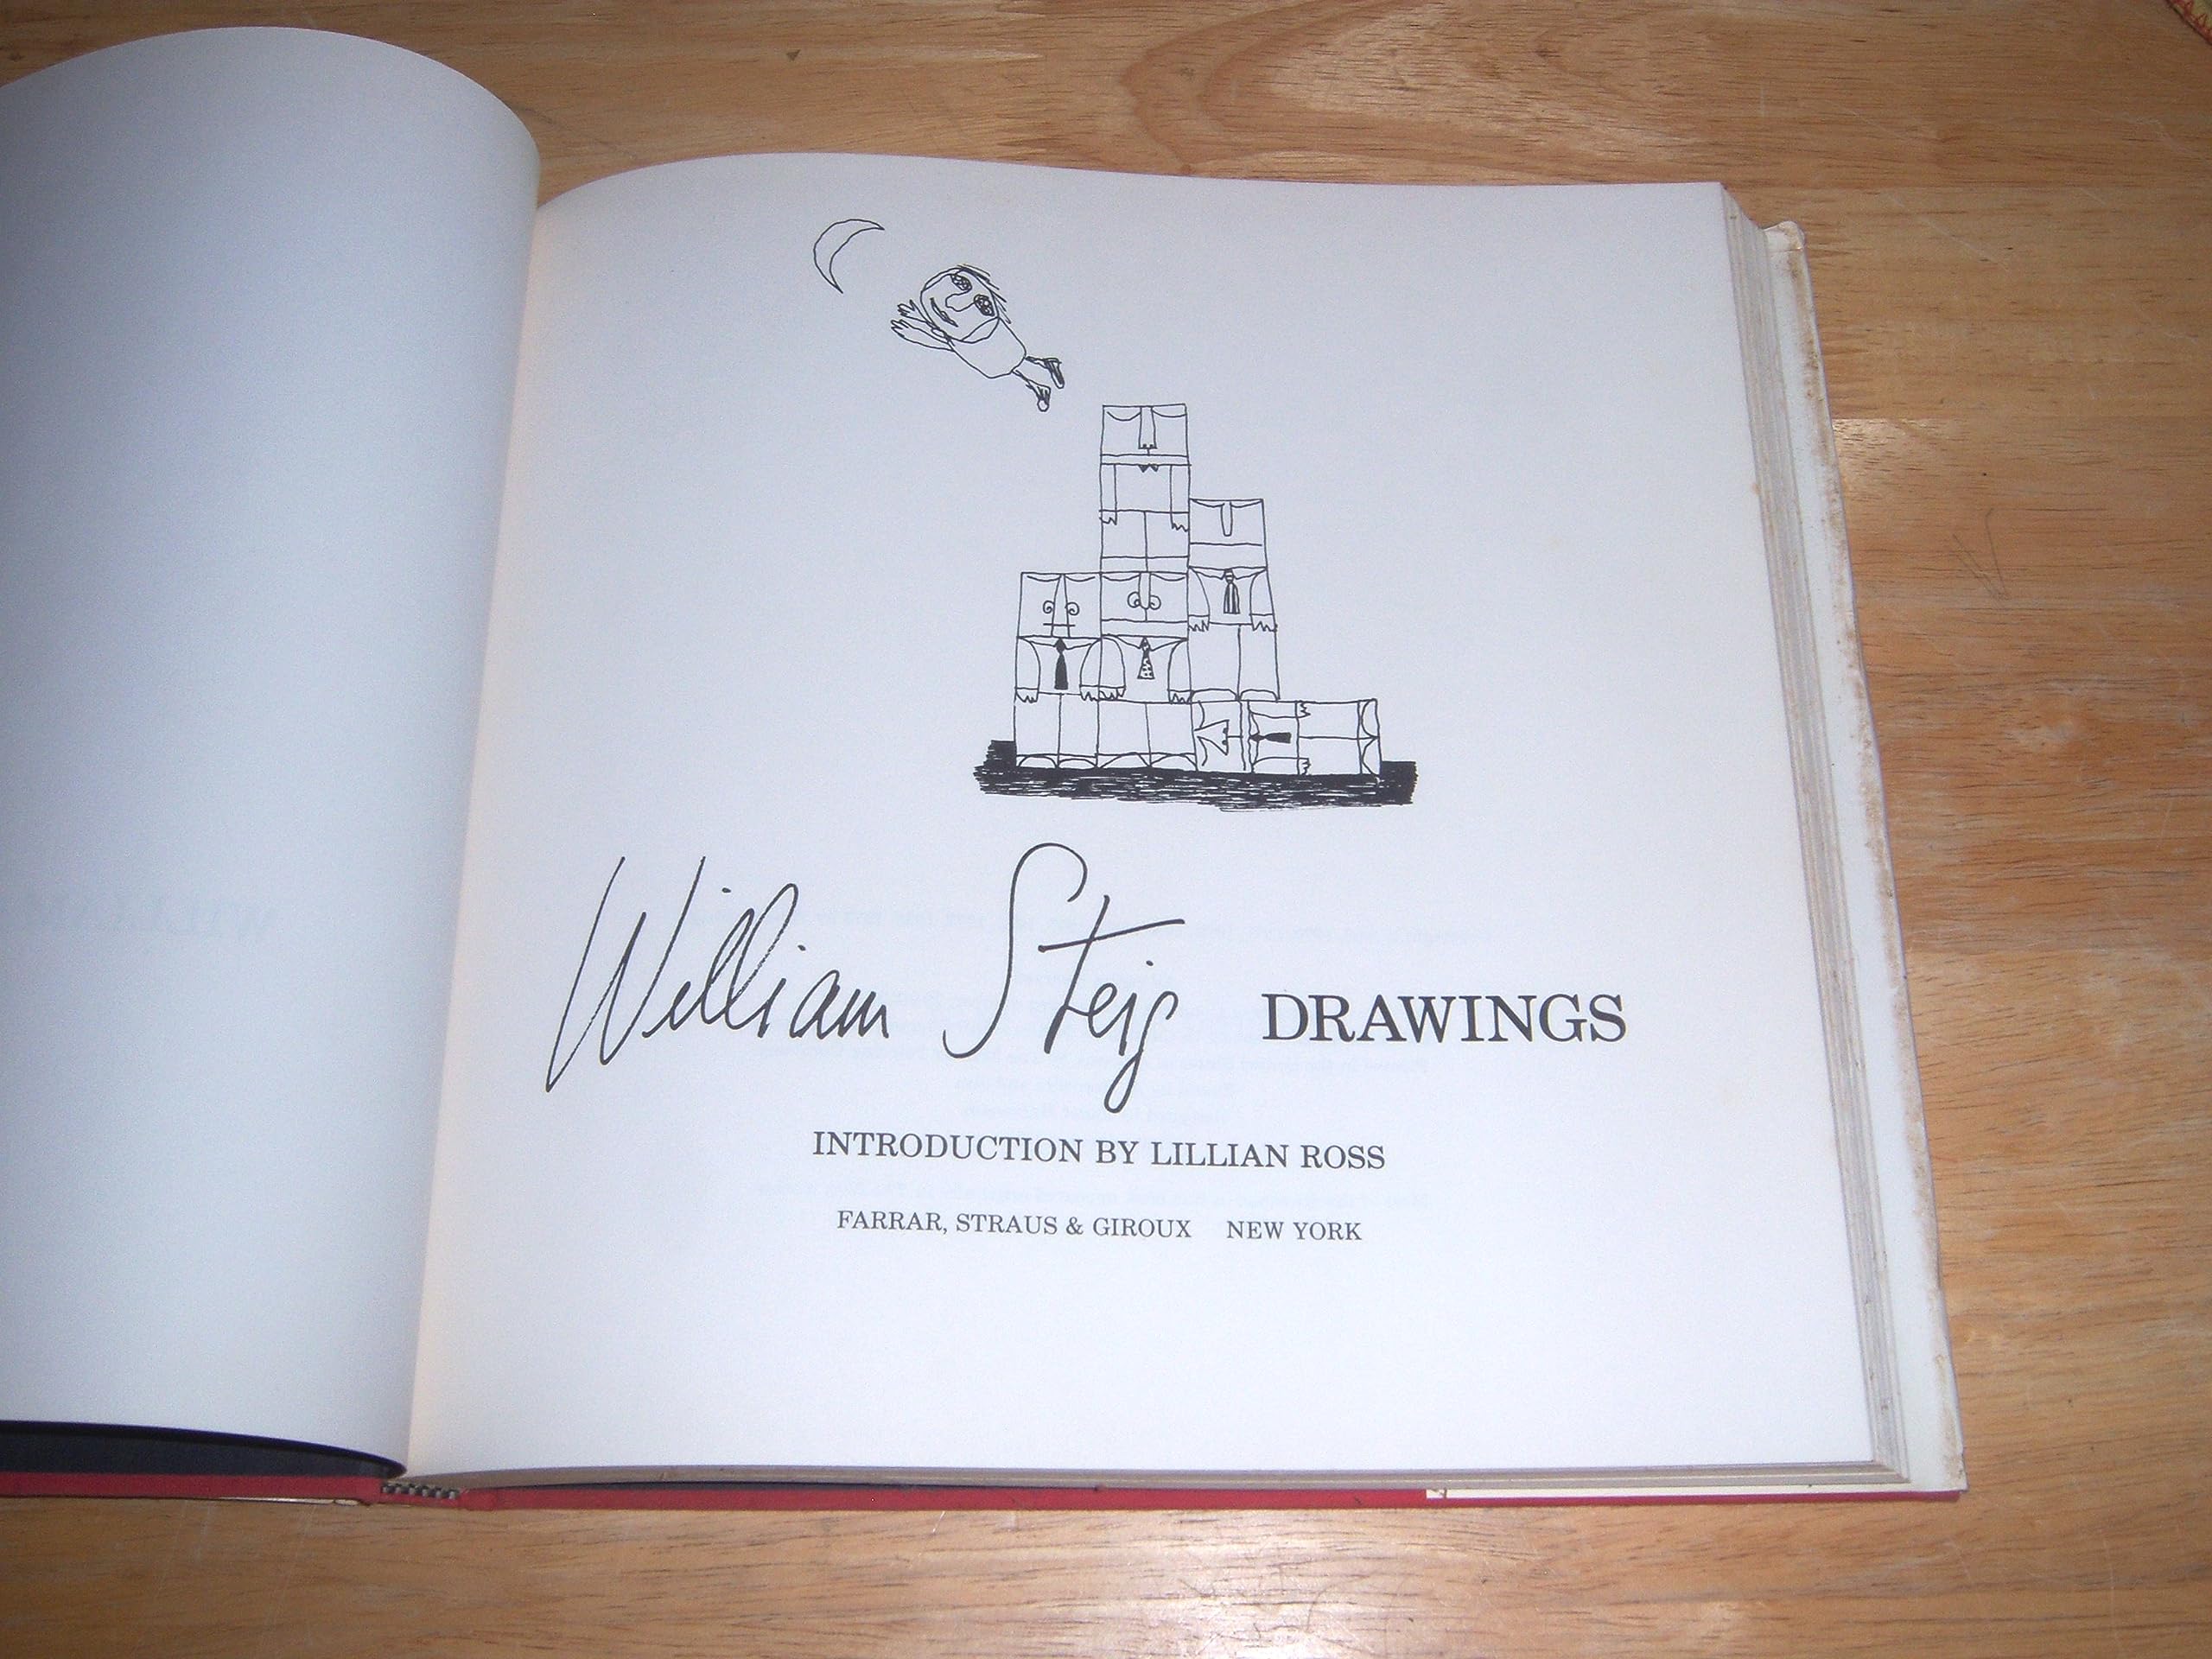 William Steig DRAWINGS
INTRODUCTION BY LILLIAN ROSS
FARRAR, STRAUS & GIROUX NEW YORK